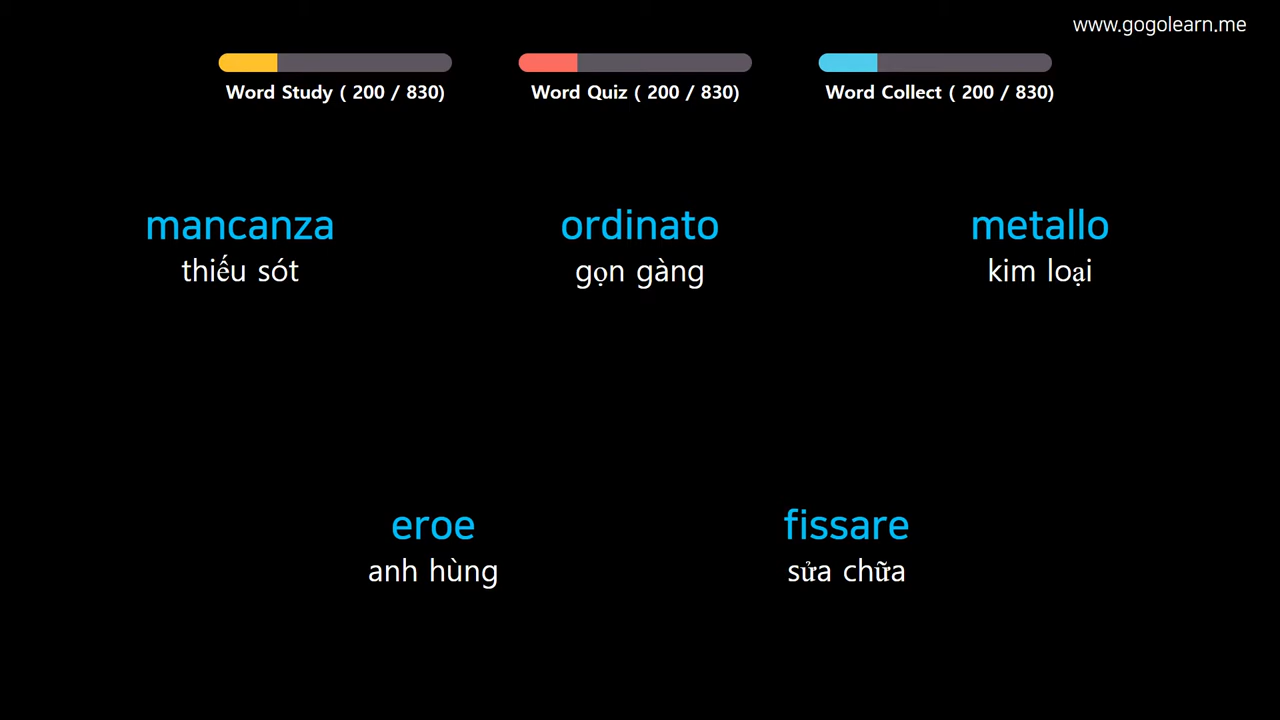 www.gogolearn.me
Word Study ( 200 / 830)
Word Quiz ( 200 / 830)
Word Collect ( 200 / 830)
mancanza
thiếu sót
ordinato
gọn gàng
metallo
kim loại
eroe
anh hùng
fissare
sửa chữa